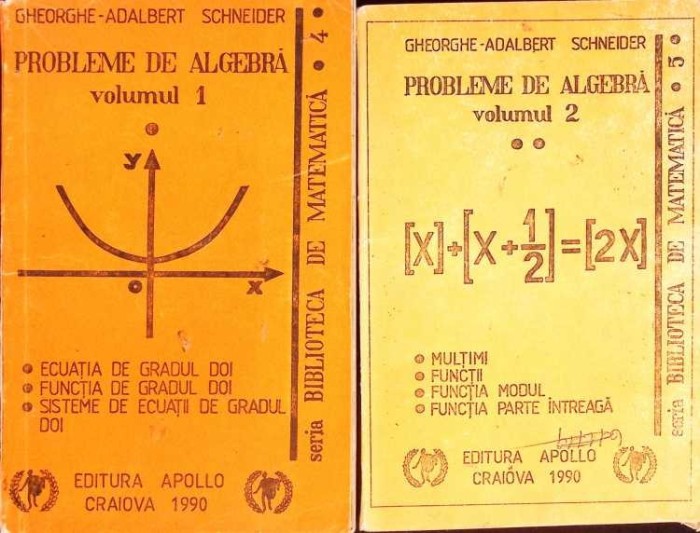 GHEORGHE-ADALBERT SCHNEIDER
PROBLEME DE ALGEBRĂ
volumul 1
y
O
x
• ECUAȚIA DE GRADUL DOI
• FUNCȚIA DE GRADUL DOI
• SISTEME DE ECUAȚII DE GRADUL
DOI
EDITURA APOLLO
CRAIOVA 1990
seria BIBLIOTECA DE MATEMATICĂ • 4 •
GHEORGHE-ADALBERT SCHNEIDER
PROBLEME DE ALGEBRĂ
volumul 2
[X]+[X+1/2]=[2X]
• MULȚIMI
• FUNCȚII
• FUNCȚIA MODUL
• FUNCȚIA PARTE ÎNTREAGĂ
EDITURA APOLLO
CRAIOVA 1990
seria BIBLIOTECA DE MATEMATICĂ • 5 •